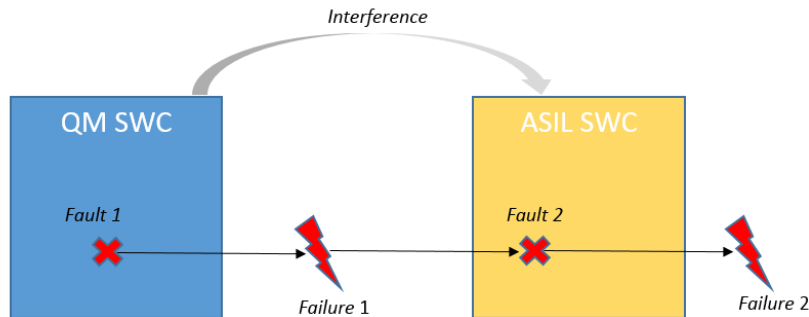 Interference
QM SWC
ASIL SWC
Fault 1
Fault 2
Failure 1
Failure 2